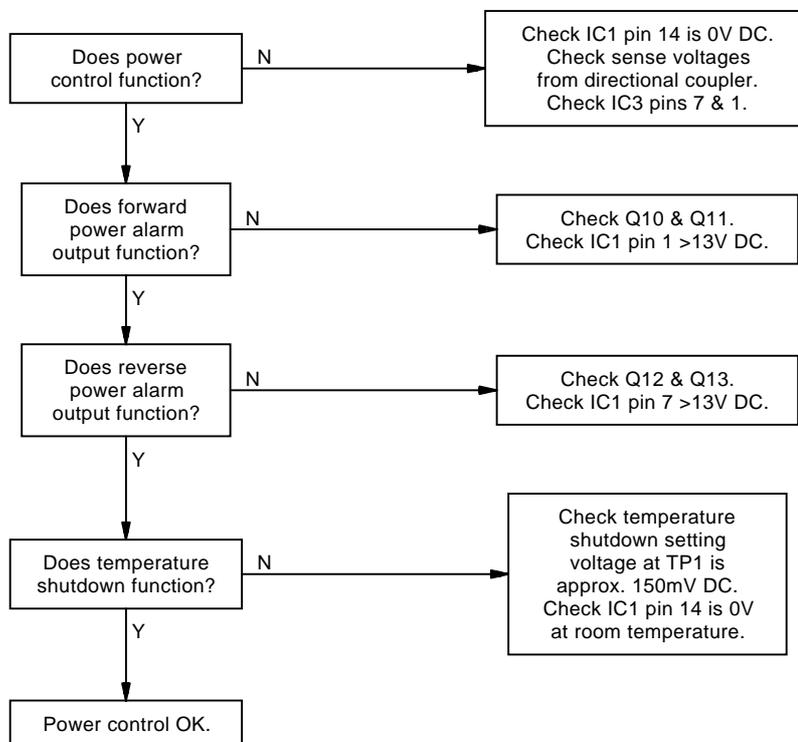 Does power
control function?
N
Check IC1 pin 14 is 0V DC.
Check sense voltages
from directional coupler.
Check IC3 pins 7 & 1.
Y
Does forward
power alarm
output function?
N
Check Q10 & Q11.
Check IC1 pin 1 >13V DC.
Y
Does reverse
power alarm
output function?
N
Check Q12 & Q13.
Check IC1 pin 7 >13V DC.
Y
Does temperature
shutdown function?
N
Check temperature
shutdown setting
voltage at TP1 is
approx. 150mV DC.
Check IC1 pin 14 is 0V
at room temperature.
Y
Power control OK.